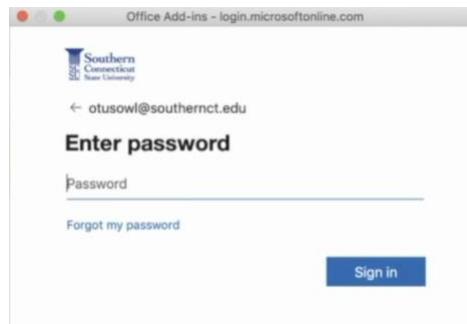 Office Add-ins - login.microsoftonline.com
Southern
Connecticut
State University
SCSU
← otusowl@southernct.edu
Enter password
Password
Forgot my password
Sign in